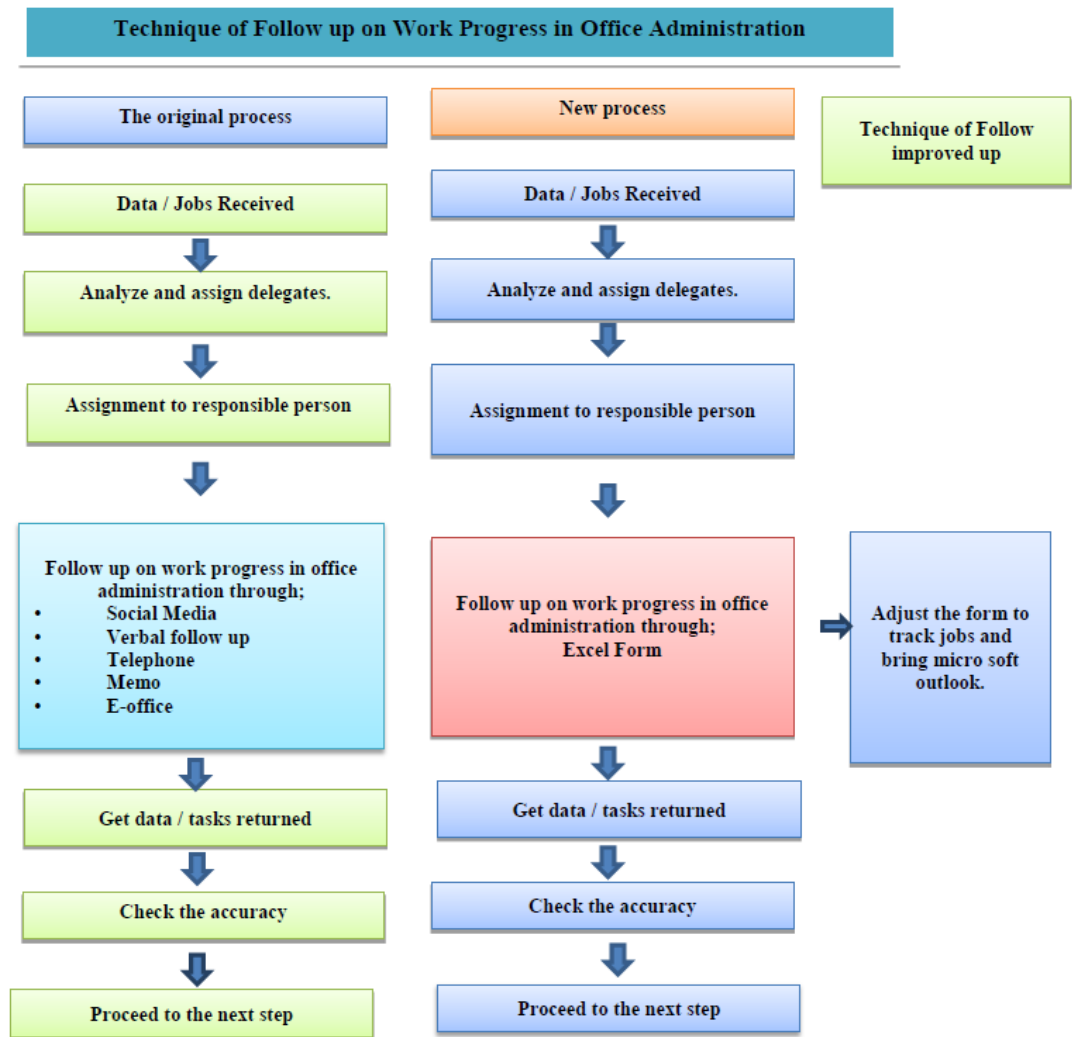 Technique of Follow up on Work Progress in Office Administration
The original process
Data / Jobs Received
Analyze and assign delegates.
Assignment to responsible person
Follow up on work progress in office
administration through;
• Social Media
• Verbal follow up
• Telephone
• Memo
• E-office
Get data / tasks returned
Check the accuracy
Proceed to the next step
New process
Data / Jobs Received
Analyze and assign delegates.
Assignment to responsible person
Follow up on work progress in office
administration through;
Excel Form
Get data / tasks returned
Check the accuracy
Proceed to the next step
Technique of Follow
improved up
Adjust the form to
track jobs and
bring micro soft
outlook.